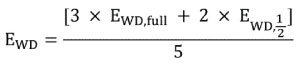 E_WD = [3 × E_WD,full + 2 × E_WD,1/2] / 5